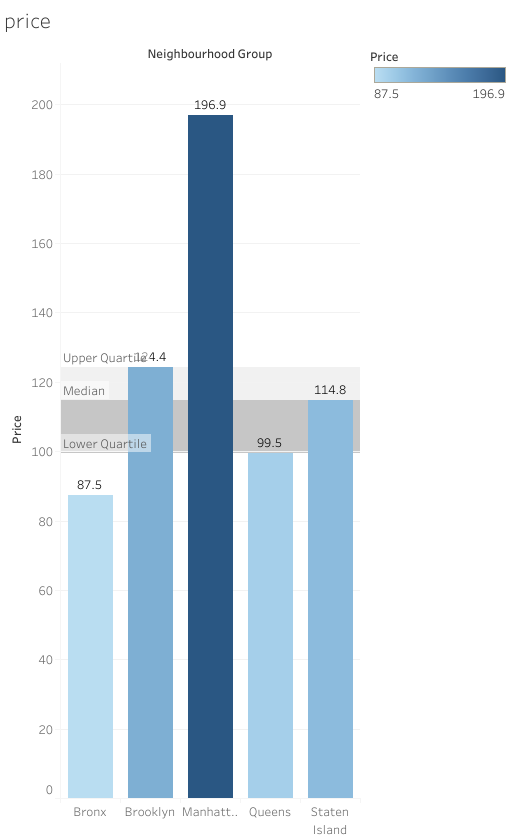 price
Neighbourhood Group
Price
87.5
196.9
200
180
160
140
120
100
80
60
40
20
0
Price
196.9
Upper Quartile
124.4
Median
114.8
Lower Quartile
99.5
87.5
Bronx
Brooklyn
Manhatt..
Queens
Staten
Island